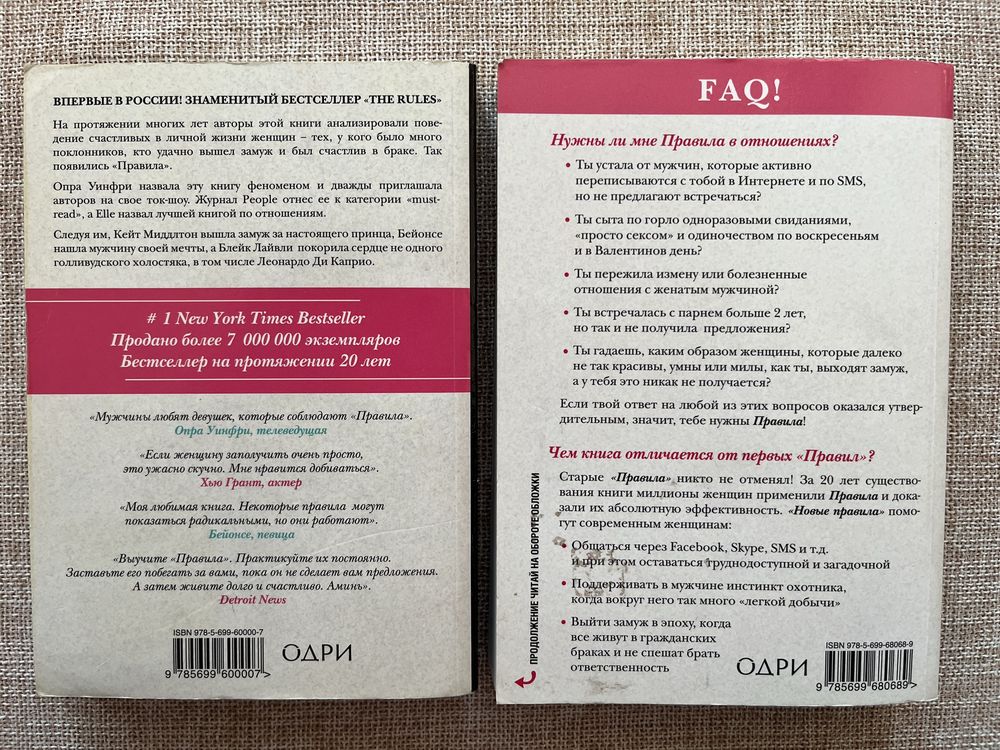 ВПЕРВЫЕ В РОССИИ! ЗНАМЕНИТЫЙ БЕСТСЕЛЛЕР «THE RULES»
На протяжении многих лет авторы этой книги анализировали пове-
дение счастливых в личной жизни женщин – тех, у кого было много
поклонников, кто удачно вышел замуж и был счастлив в браке. Так
появились «Правила».
Опра Уинфри назвала эту книгу феноменом и дважды приглашала
авторов на свое ток-шоу. Журнал People отнес ее к категории «must-
read», а Elle назвал лучшей книгой по отношениям.
Следуя им, Кейт Миддлтон вышла замуж за настоящего принца, Бейонсе
нашла мужчину своей мечты, а Блейк Лайвли покорила сердце не одного
голливудского холостяка, в том числе Леонардо Ди Каприо.
# 1 New York Times Bestseller
Продано более 7 000 000 экземпляров
Бестселлер на протяжении 20 лет
«Мужчины любят девушек, которые соблюдают «Правила».
Опра Уинфри, телеведущая
«Если женщину заполучить очень просто,
это ужасно скучно. Мне нравится добиваться».
Хью Грант, актер
«Моя любимая книга. Некоторые правила могут
показаться радикальными, но они работают».
Бейонсе, певица
«Выучите «Правила». Практикуйте их постоянно.
Заставьте его побегать за вами, пока он не сделает вам предложения.
А затем живите долго и счастливо. Аминь».
Detroit News
ISBN 978-5-699-60000-7
9 785699 600007>
ОДРИ
FAQ!
Нужны ли мне Правила в отношениях?
• Ты устала от мужчин, которые активно
переписываются с тобой в Интернете и по SMS,
но не предлагают встречаться?
• Ты сыта по горло одноразовыми свиданиями,
«просто сексом» и одиночеством по воскресеньям
и в Валентинов день?
• Ты пережила измену или болезненные
отношения с женатым мужчиной?
• Ты встречалась с парнем больше 2 лет,
но так и не получила предложения?
• Ты гадаешь, каким образом женщины, которые далеко
не так красивы, умны или милы, как ты, выходят замуж,
а у тебя это никак не получается?
Если твой ответ на любой из этих вопросов оказался утвер-
дительным, значит, тебе нужны Правила!
Чем книга отличается от первых «Правил»?
Старые «Правила» никто не отменял! За 20 лет существо-
вания книги миллионы женщин применили Правила и дока-
зали их абсолютную эффективность. «Новые правила» помо-
гут современным женщинам:
• Общаться через Facebook, Skype, SMS и т.д.
и при этом оставаться труднодоступной и загадочной
• Поддерживать в мужчине инстинкт охотника,
когда вокруг него так много «легкой добычи»
• Выйти замуж в эпоху, когда
все живут в гражданских
браках и не спешат брать
ответственность
ПРОДОЛЖЕНИЕ ЧИТАЙ НА ОБОРОТЕ ОБЛОЖКИ
ОДРИ
ISBN 978-5-699-68068-9
9 785699 680689>